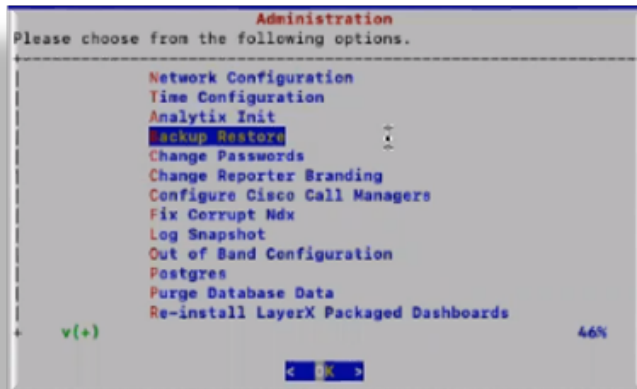 Administration
Please choose from the following options.
Network Configuration
Time Configuration
Analytix Init
Backup Restore
Change Passwords
Change Reporter Branding
Configure Cisco Call Managers
Fix Corrupt Ndx
Log Snapshot
Out of Band Configuration
Postgres
Purge Database Data
Re-install LayerX Packaged Dashboards
v(+) 46%
< OK >